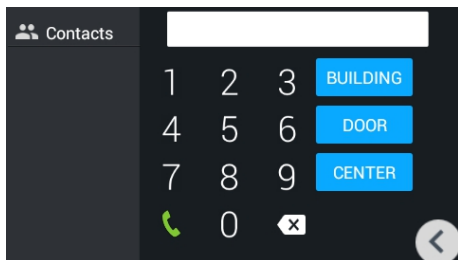 Contacts
1 2 3 BUILDING
4 5 6 DOOR
7 8 9 CENTER
0